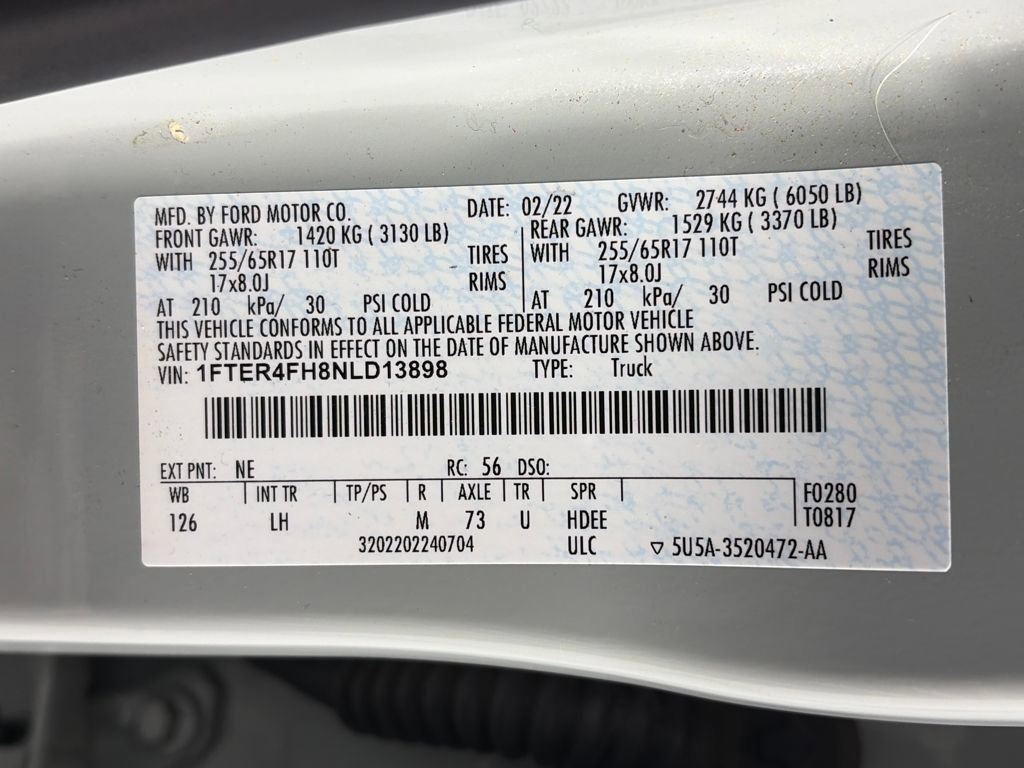 MFD. BY FORD MOTOR CO. DATE: 02/22 GVWR: 2744 KG ( 6050 LB)
FRONT GAWR: 1420 KG ( 3130 LB) REAR GAWR: 1529 KG ( 3370 LB)
WITH 255/65R17 110T TIRES WITH 255/65R17 110T TIRES
17x8.0J RIMS 17x8.0J RIMS
AT 210 kPa/ 30 PSI COLD AT 210 kPa/ 30 PSI COLD
THIS VEHICLE CONFORMS TO ALL APPLICABLE FEDERAL MOTOR VEHICLE
SAFETY STANDARDS IN EFFECT ON THE DATE OF MANUFACTURE SHOWN ABOVE.
VIN: 1FTER4FH8NLD13898 TYPE: Truck
EXT PNT: NE RC: 56 DSO:
WB INT TR TP/PS R AXLE TR SPR F0280
126 LH M 73 U HDEE T0817
3202202240704 ULC ▽ 5U5A-3520472-AA